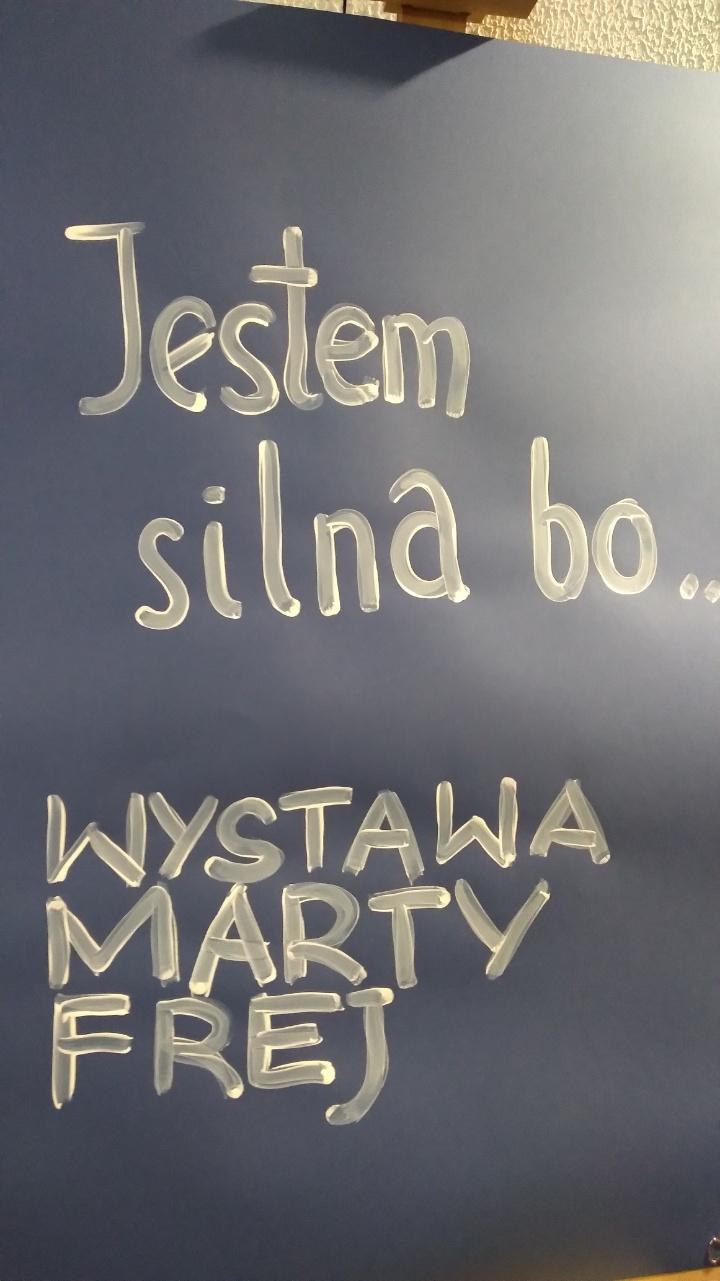 Jestem
silna bo..
WYSTAWA
MARTY
FREJ